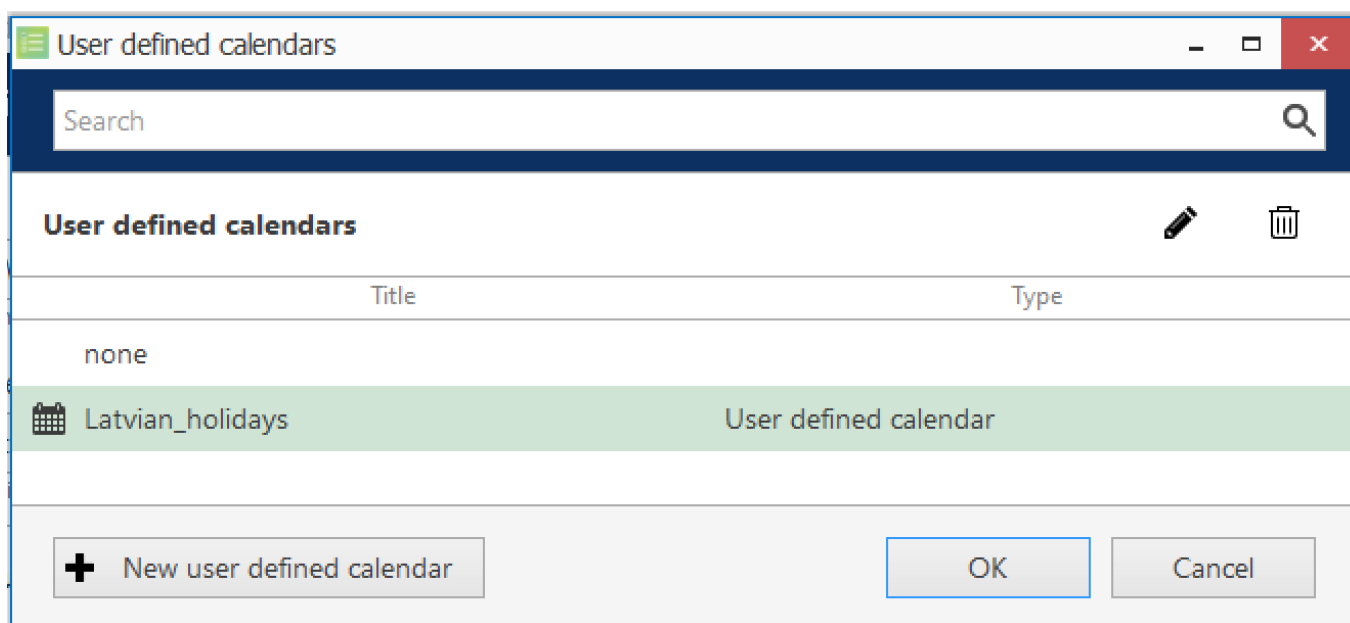 User defined calendars
Search
User defined calendars
Title Type
none
Latvian_holidays User defined calendar
New user defined calendar OK Cancel